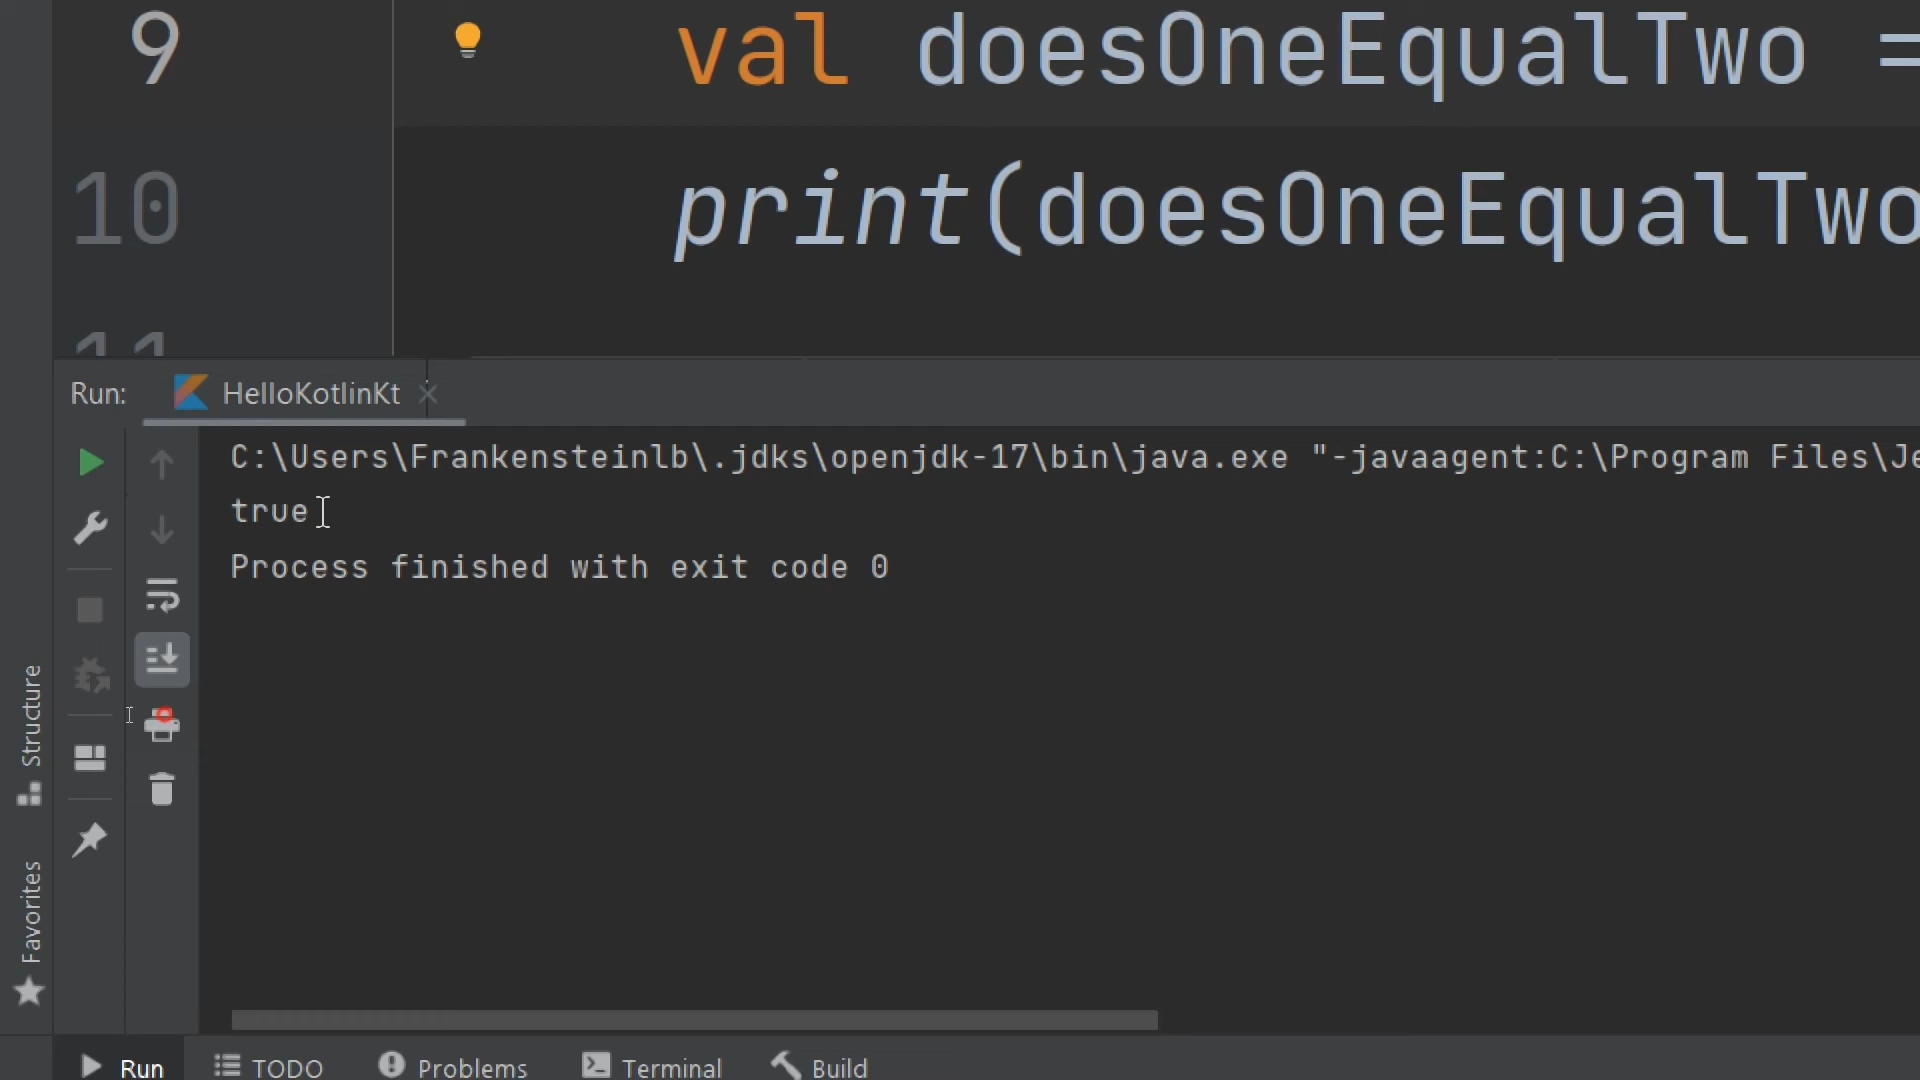 9 val doesOneEqualTwo =
10 print(doesOneEqualTwo
11
Run: HelloKotlinKt
C:\Users\Frankensteinlb\.jdks\openjdk-17\bin\java.exe "-javaagent:C:\Program Files\Je
true
Process finished with exit code 0
Structure
Favorites
Run TODO Problems Terminal Build